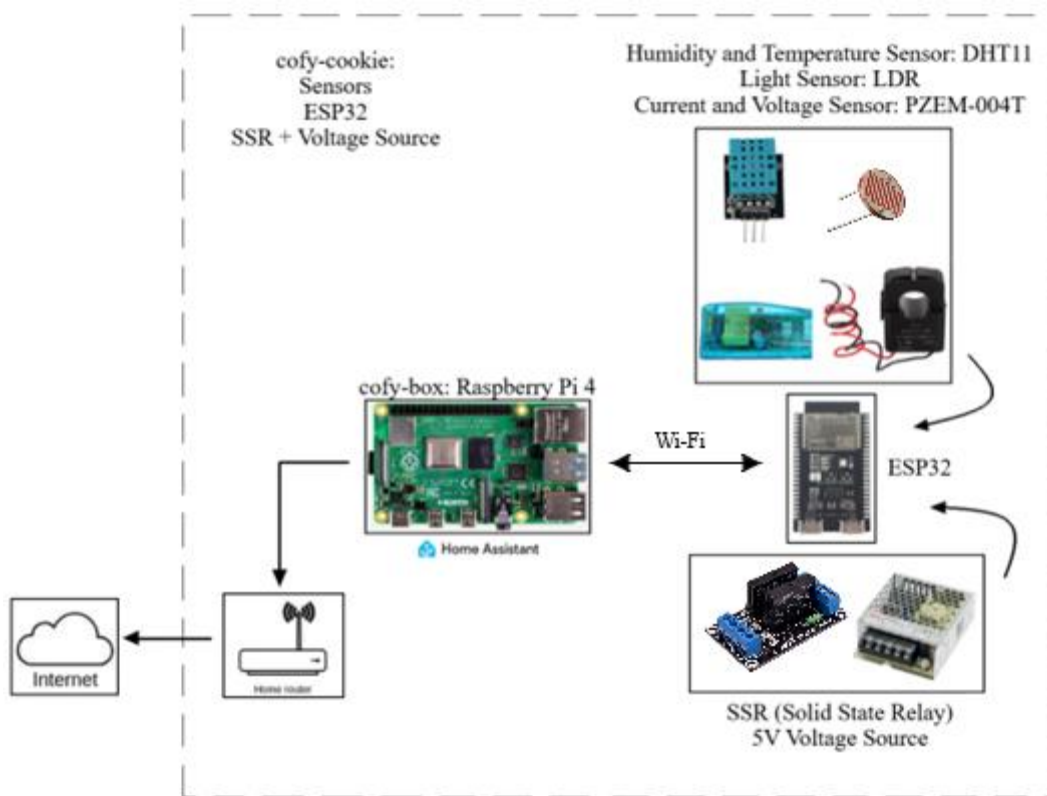 cofy-cookie:
Sensors
ESP32
SSR + Voltage Source
Humidity and Temperature Sensor: DHT11
Light Sensor: LDR
Current and Voltage Sensor: PZEM-004T
cofy-box: Raspberry Pi 4
Wi-Fi
ESP32
Home Assistant
Internet
Home router
SSR (Solid State Relay)
5V Voltage Source